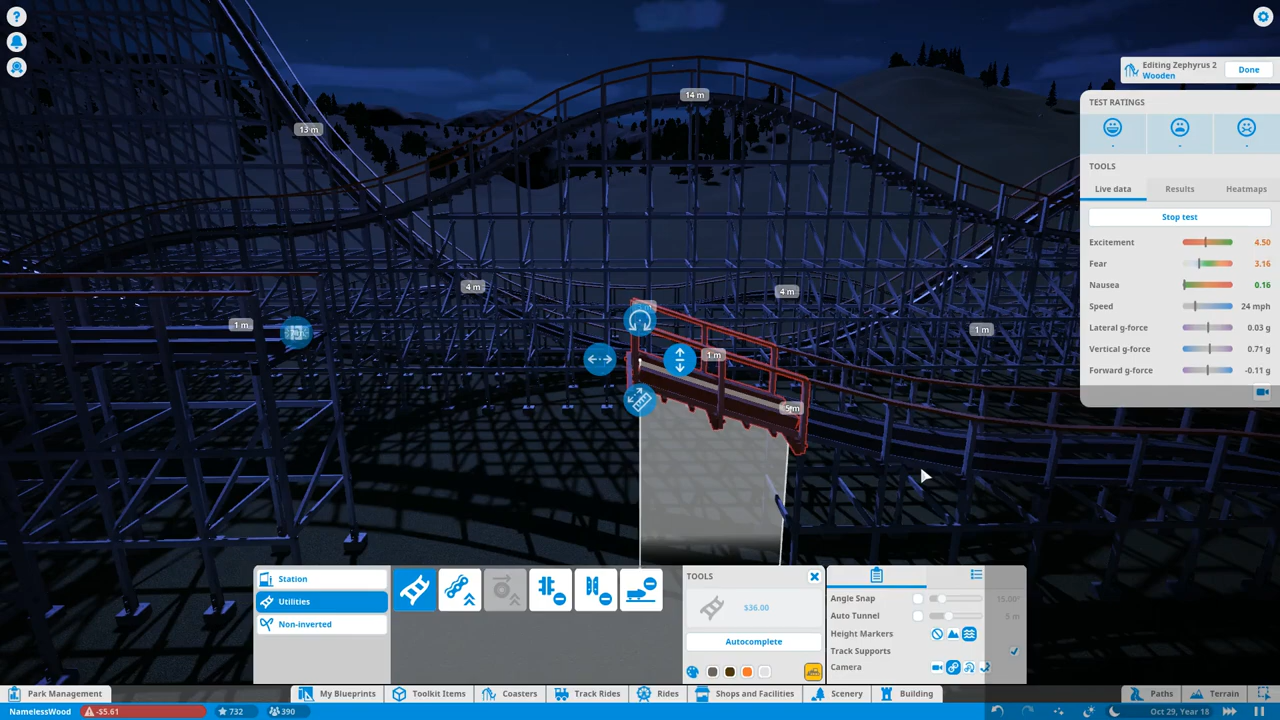 ?
Editing Zephyrus 2
Wooden
Done
TEST RATINGS
- - -
TOOLS
Live data Results Heatmaps
Stop test
Excitement 4.50
Fear 3.16
Nausea 0.16
Speed 24 mph
Lateral g-force 0.03 g
Vertical g-force 0.71 g
Forward g-force -0.11 g
14 m
13 m
4 m
4 m
1 m
1 m
1 m
5 m
Station
Utilities
Non-inverted
TOOLS
$36.00
Autocomplete
Angle Snap 15.00°
Auto Tunnel 5 m
Height Markers
Track Supports
Camera
Park Management
My Blueprints
Toolkit Items
Coasters
Track Rides
Rides
Shops and Facilities
Scenery
Building
Paths
Terrain
NamelessWood
-$5.61
732
390
Oct 29, Year 18